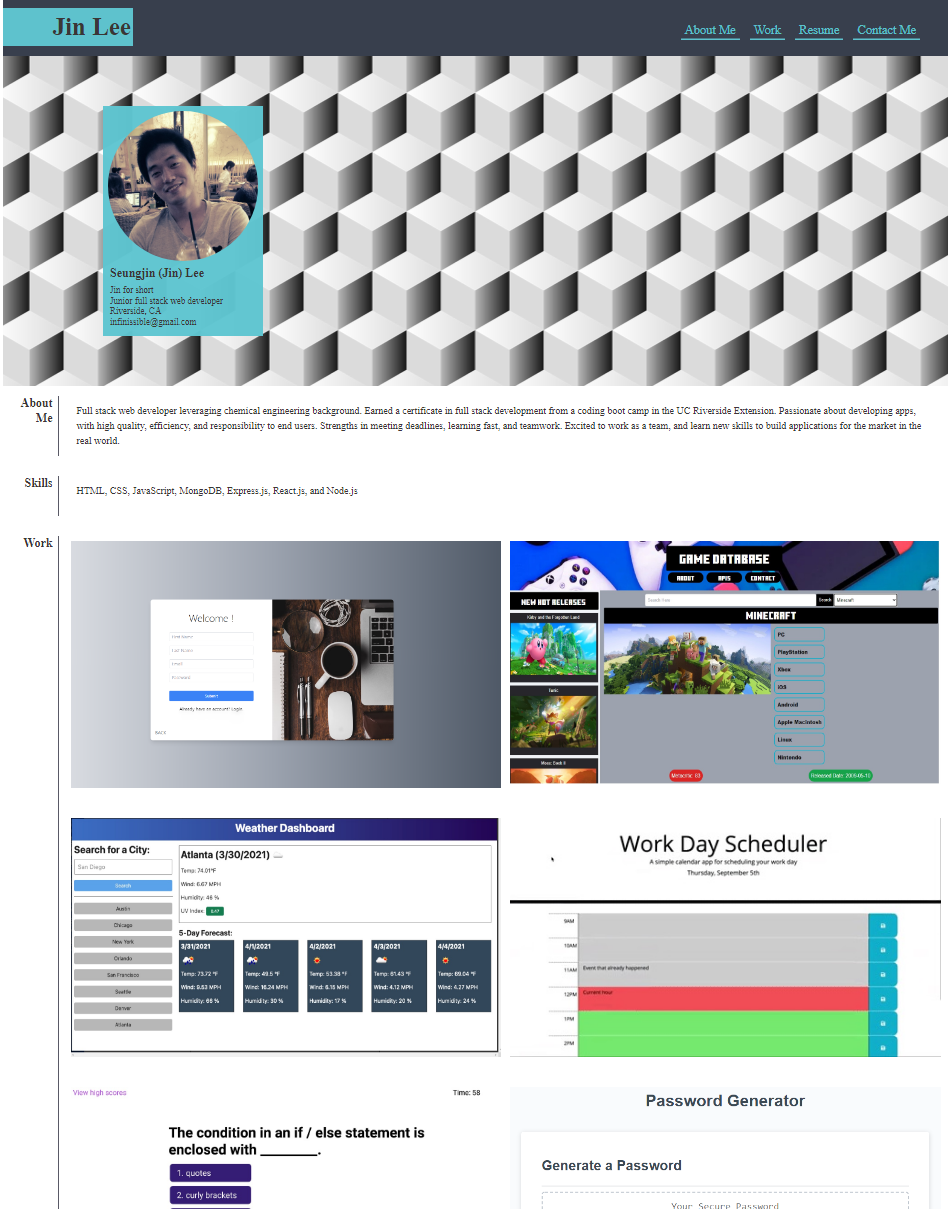 Jin Lee
About Me Work Resume Contact Me
Seungjin (Jin) Lee
Jin for short
Junior full stack web developer
Riverside, CA
infinissible@gmail.com
About
Me
Full stack web developer leveraging chemical engineering background. Earned a certificate in full stack development from a coding boot camp in the UC Riverside Extension. Passionate about developing apps,
with high quality, efficiency, and responsibility to end users. Strengths in meeting deadlines, learning fast, and teamwork. Excited to work as a team, and learn new skills to build applications for the market in the
real world.
Skills
HTML, CSS, JavaScript, MongoDB, Express.js, React.js, and Node.js
Work
Welcome !
First Name
Last Name
Email
Password
Submit
Already have an account? Login
BACK
GAME DATABASE
ABOUT APIS CONTACT
NEW HOT RELEASES
Search Minecraft
Kirby and the Forgotten Land
MINECRAFT
PC
PlayStation
Xbox
iOS
Android
Apple Macintosh
Linux
Nintendo
Tunic
Metacritic: 83
Released Date: 2009-05-10
Weather Dashboard
Search for a City:
San Diego
Search
Austin
Chicago
New York
Orlando
San Francisco
Seattle
Denver
Atlanta
Atlanta (3/30/2021)
Temp: 74.01°F
Wind: 6.67 MPH
Humidity: 46 %
UV Index: 0.47
5-Day Forecast:
3/31/2021 4/1/2021 4/2/2021 4/3/2021 4/4/2021
Temp: 73.72 °F Temp: 49.5 °F Temp: 53.38 °F Temp: 61.43 °F Temp: 69.04 °F
Wind: 9.63 MPH Wind: 16.24 MPH Wind: 6.15 MPH Wind: 4.12 MPH Wind: 4.27 MPH
Humidity: 66 % Humidity: 30 % Humidity: 17 % Humidity: 20 % Humidity: 24 %
Work Day Scheduler
A simple calendar app for scheduling your work day
Thursday, September 5th
9AM
10AM
11AM Event that already happened
12PM Current Hour
1PM
2PM
View high scores Time: 58
The condition in an if / else statement is
enclosed with ________.
1. quotes
2. curly brackets
Password Generator
Generate a Password
Your Secure Password